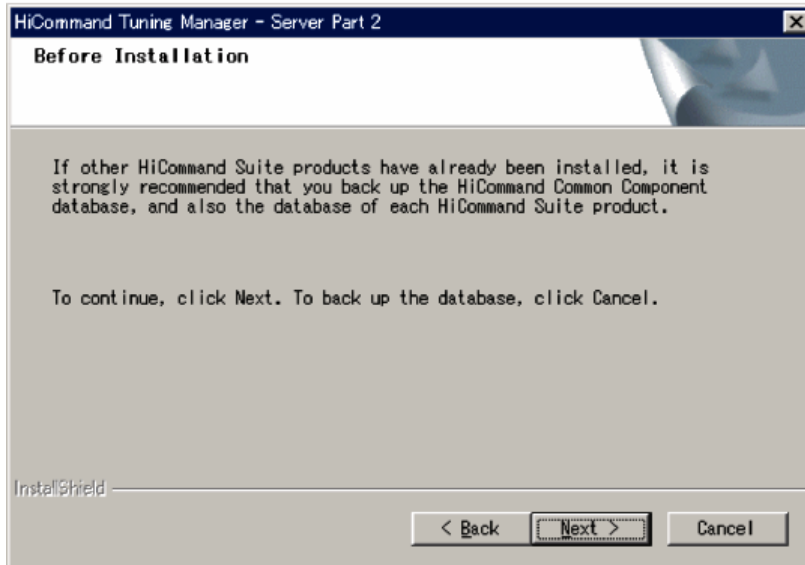 HiCommand Tuning Manager - Server Part 2
Before Installation
If other HiCommand Suite products have already been installed, it is
strongly recommended that you back up the HiCommand Common Component
database, and also the database of each HiCommand Suite product.
To continue, click Next. To back up the database, click Cancel.
InstallShield
< Back Next > Cancel